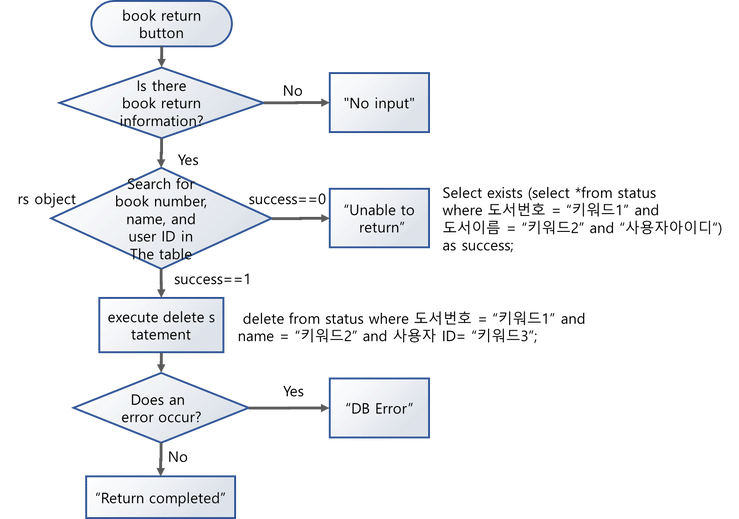 book return
button
Is there
book return
information?
No
"No input"
Yes
rs object
Search for
book number,
name, and
user ID in
The table
success==0
“Unable to
return”
Select exists (select *from status
where 도서번호 = “키워드1” and
도서이름 = “키워드2” and “사용자아이디”)
as success;
success==1
execute delete s
tatement
delete from status where 도서번호 = “키워드1” and
name = “키워드2” and 사용자 ID= “키워드3”;
Does an
error occur?
Yes
“DB Error”
No
“Return completed”